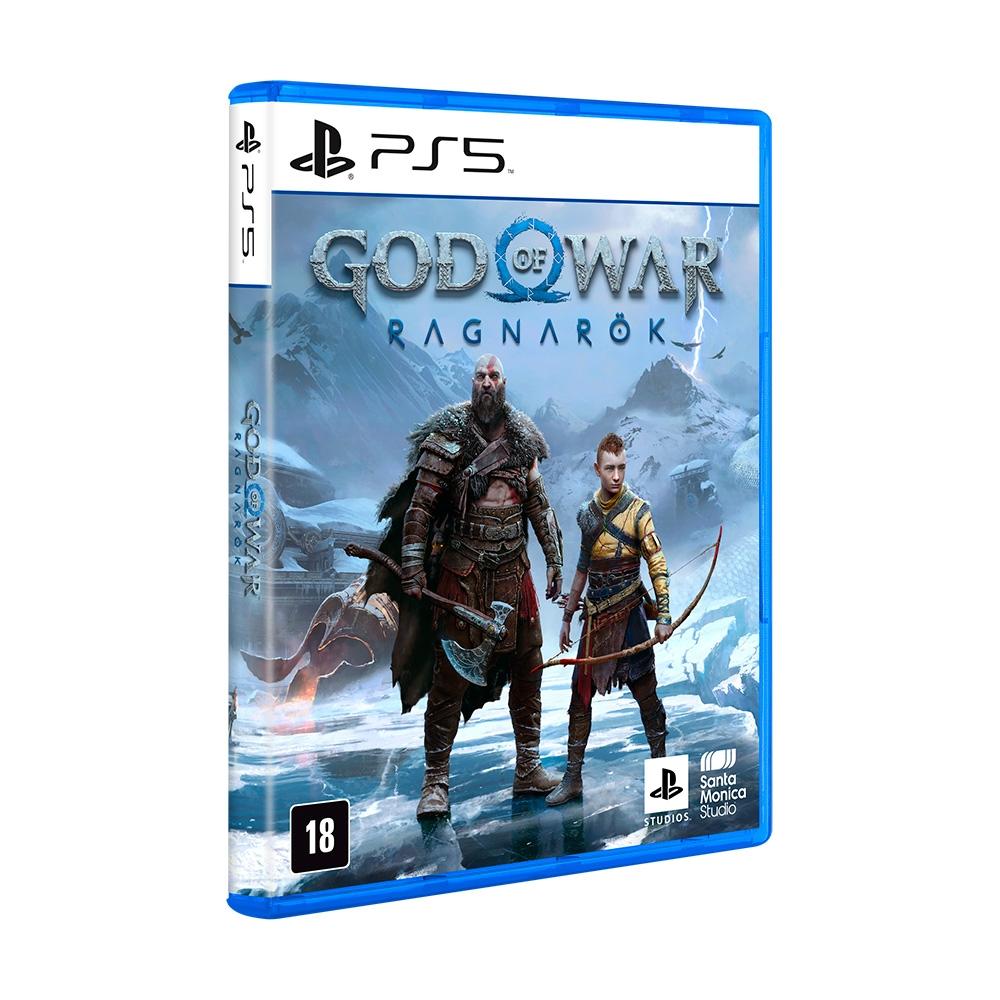 PS5
PS5
GOD OF WAR
RAGNARÖK
GOD OF WAR
RAGNARÖK
18
STUDIOS
Santa
Monica
Studio